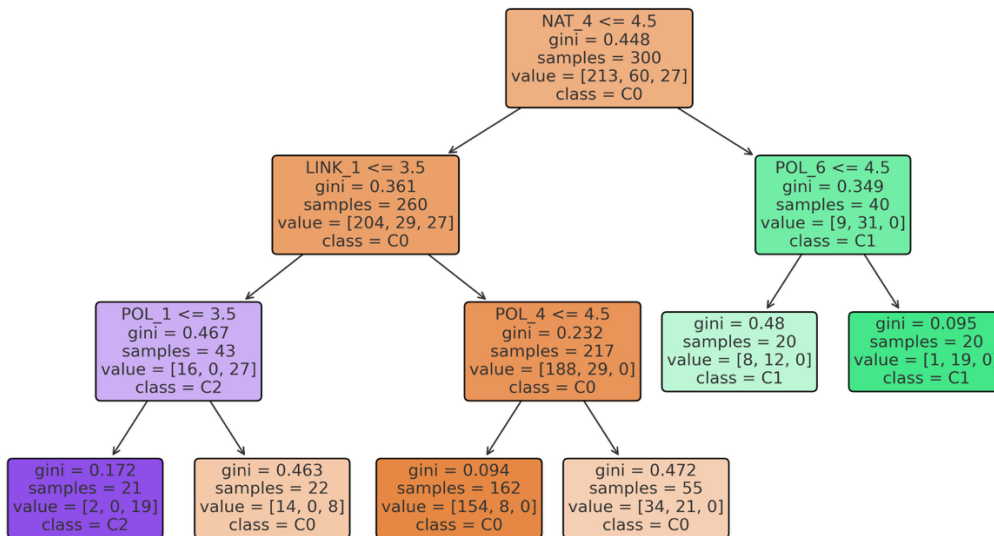 NAT_4 <= 4.5
gini = 0.448
samples = 300
value = [213, 60, 27]
class = C0
LINK_1 <= 3.5
gini = 0.361
samples = 260
value = [204, 29, 27]
class = C0
POL_6 <= 4.5
gini = 0.349
samples = 40
value = [9, 31, 0]
class = C1
POL_1 <= 3.5
gini = 0.467
samples = 43
value = [16, 0, 27]
class = C2
POL_4 <= 4.5
gini = 0.232
samples = 217
value = [188, 29, 0]
class = C0
gini = 0.48
samples = 20
value = [8, 12, 0]
class = C1
gini = 0.095
samples = 20
value = [1, 19, 0]
class = C1
gini = 0.172
samples = 21
value = [2, 0, 19]
class = C2
gini = 0.463
samples = 22
value = [14, 0, 8]
class = C0
gini = 0.094
samples = 162
value = [154, 8, 0]
class = C0
gini = 0.472
samples = 55
value = [34, 21, 0]
class = C0